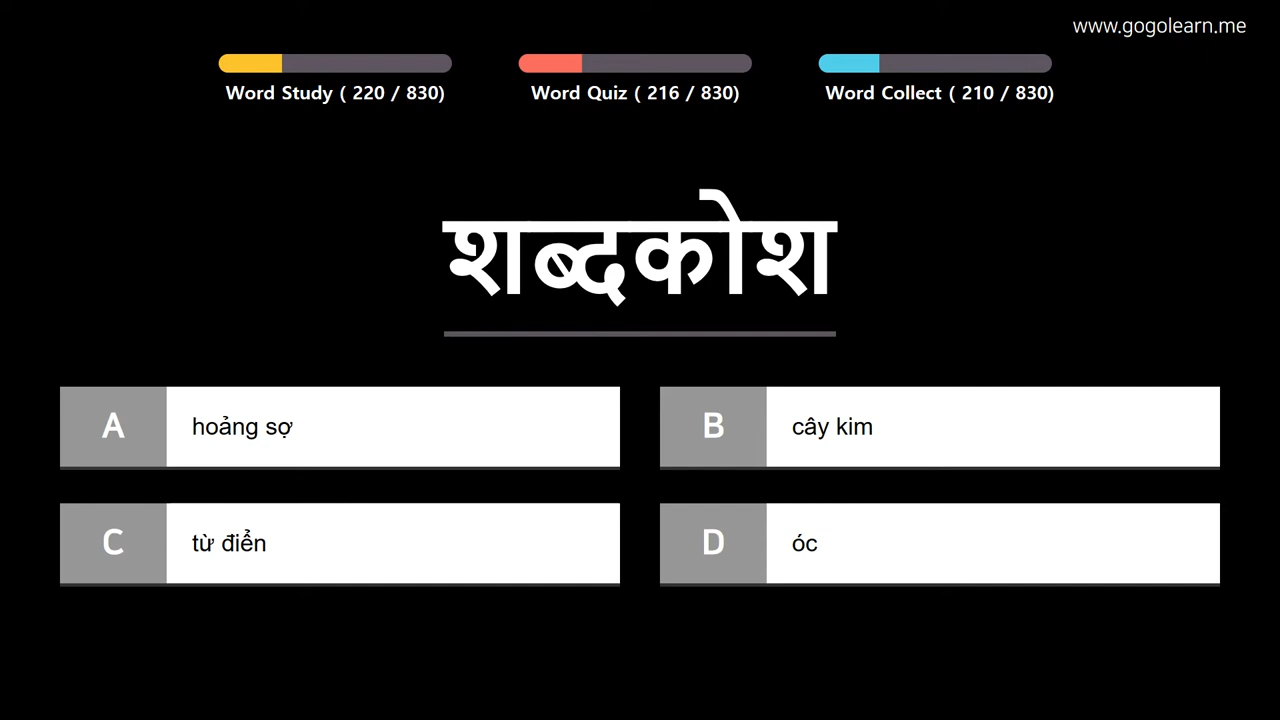 www.gogolearn.me
Word Study ( 220 / 830)
Word Quiz ( 216 / 830)
Word Collect ( 210 / 830)
शब्दकोश
A hoảng sợ
B cây kim
C từ điển
D óc